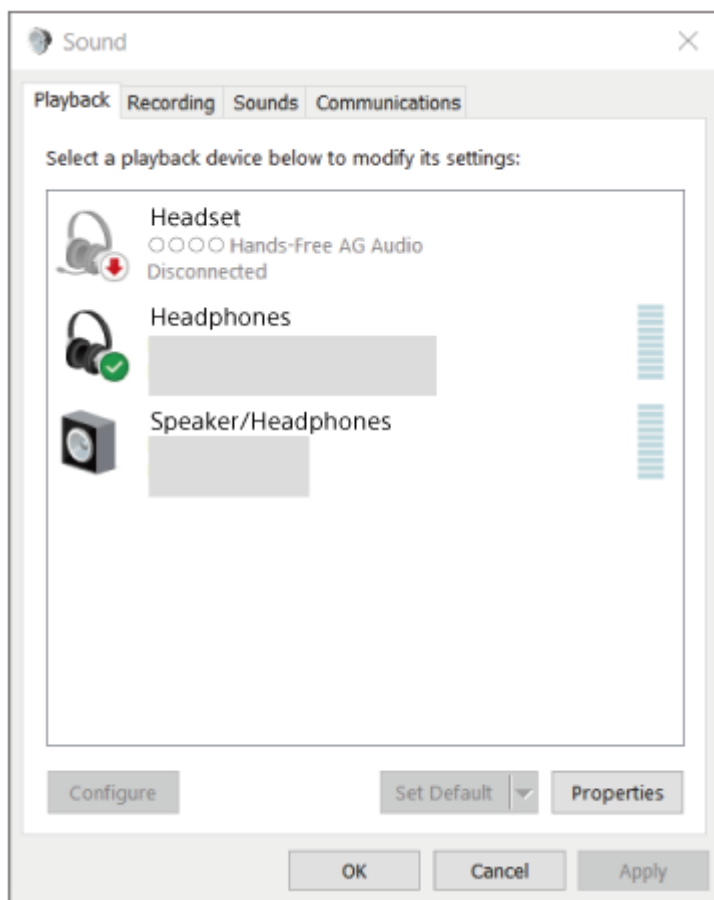 Sound
Playback Recording Sounds Communications
Select a playback device below to modify its settings:
Headset
○○○○ Hands-Free AG Audio
Disconnected
Headphones
Speaker/Headphones
Configure Set Default Properties
OK Cancel Apply